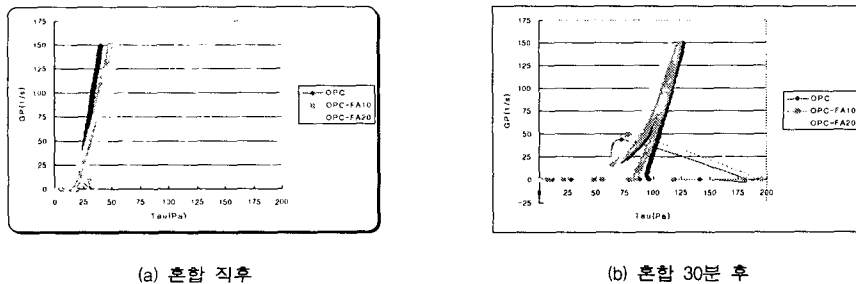 175
150
125
100
75
50
25
0
GP(1/s)
0 25 50 75 100 125 150 175 200
Tau(Pa)
OPC
OPC-FA10
OPC-FA20
(a) 혼합 직후
175
150
125
100
75
50
25
0
-25
GP(1/s)
25 50 75 100 125 150 175 200
Tau(Pa)
OPC
OPC-FA10
OPC-FA20
(b) 혼합 30분 후